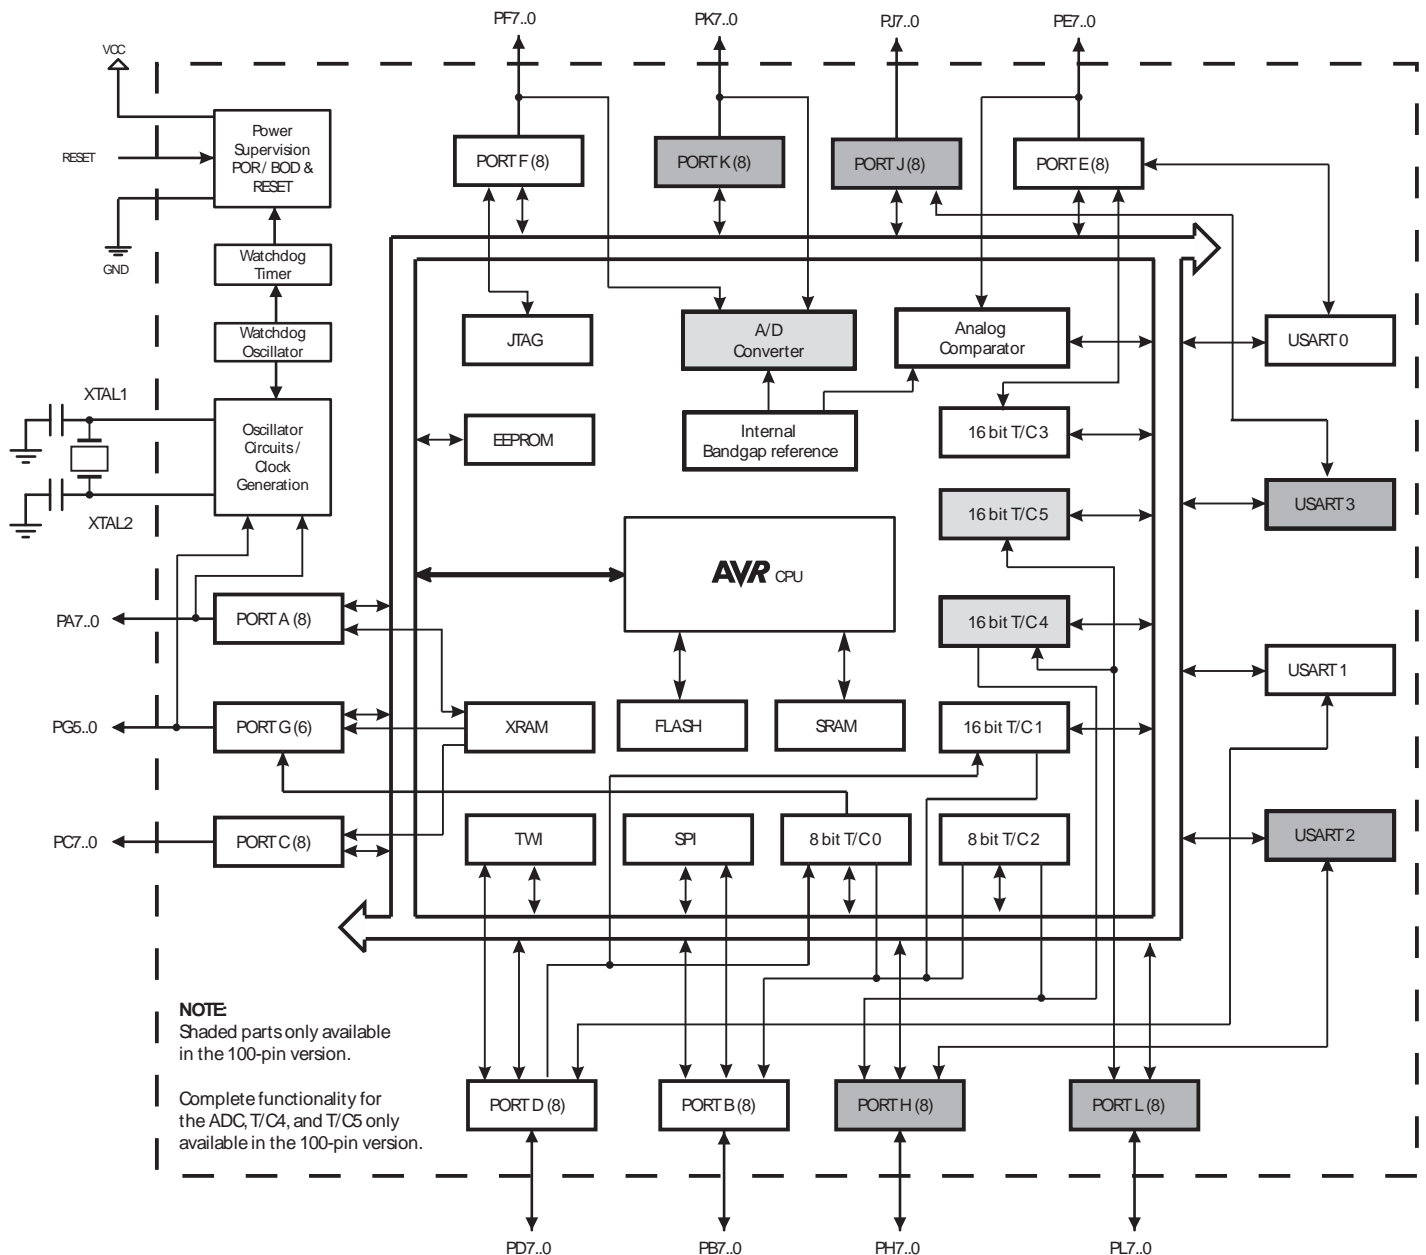 PF7..0
PK7..0
PJ7..0
PE7..0
VCC
RESET
GND
Power
Supervision
POR / BOD &
RESET
Watchdog
Timer
Watchdog
Oscillator
XTAL1
XTAL2
Oscillator
Circuits /
Clock
Generation
PORT F (8)
PORT K (8)
PORT J (8)
PORT E (8)
JTAG
A/D
Converter
Analog
Comparator
USART 0
EEPROM
Internal
Bandgap reference
16 bit T/C 3
16 bit T/C 5
USART 3
AVR CPU
16 bit T/C 4
PA7..0
PORT A (8)
USART 1
PG5..0
PORT G (6)
XRAM
FLASH
SRAM
16 bit T/C 1
PC7..0
PORT C (8)
TWI
SPI
8 bit T/C 0
8 bit T/C 2
USART 2
NOTE:
Shaded parts only available
in the 100-pin version.
Complete functionality for
the ADC, T/C4, and T/C5 only
available in the 100-pin version.
PORT D (8)
PORT B (8)
PORT H (8)
PORT L (8)
PD7..0
PB7..0
PH7..0
PL7..0